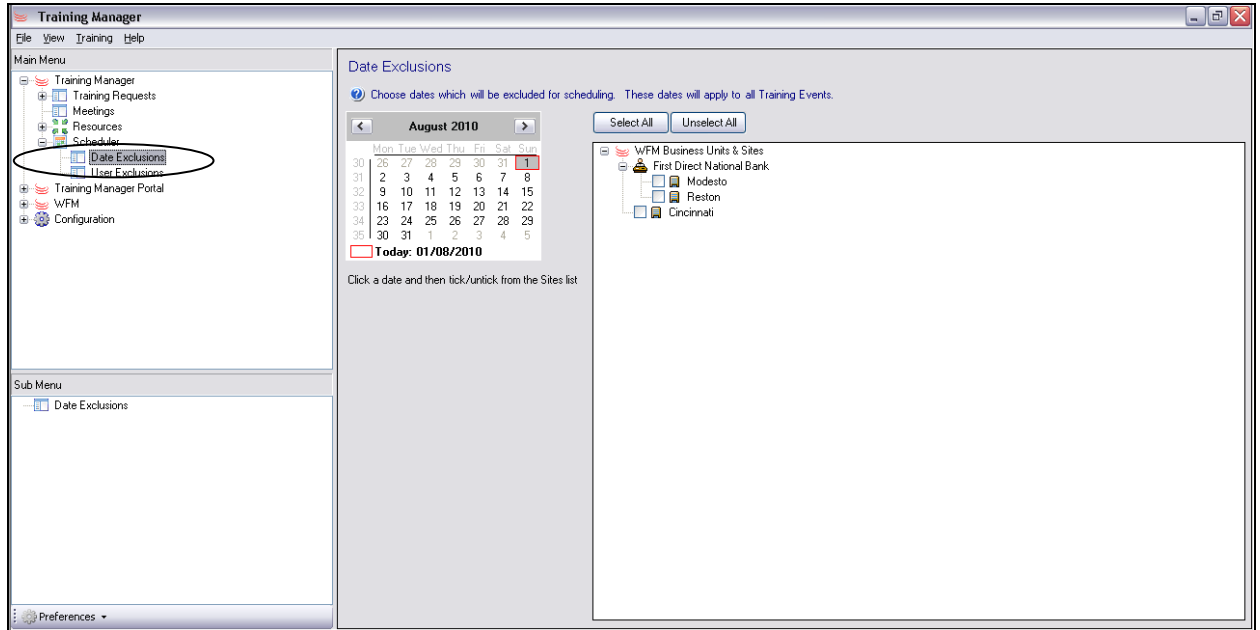 Training Manager
File View Training Help
Main Menu
Training Manager
Training Requests
Meetings
Resources
Scheduler
Date Exclusions
User Exclusions
Training Manager Portal
WFM
Configuration
Sub Menu
Date Exclusions
Preferences
Date Exclusions
Choose dates which will be excluded for scheduling. These dates will apply to all Training Events.
August 2010
Mon Tue Wed Thu Fri Sat Sun
30 26 27 28 29 30 31 1
31 2 3 4 5 6 7 8
32 9 10 11 12 13 14 15
33 16 17 18 19 20 21 22
34 23 24 25 26 27 28 29
35 30 31 1 2 3 4 5
Today: 01/08/2010
Click a date and then tick/untick from the Sites list
Select All Unselect All
WFM Business Units & Sites
First Direct National Bank
Modesto
Reston
Cincinnati